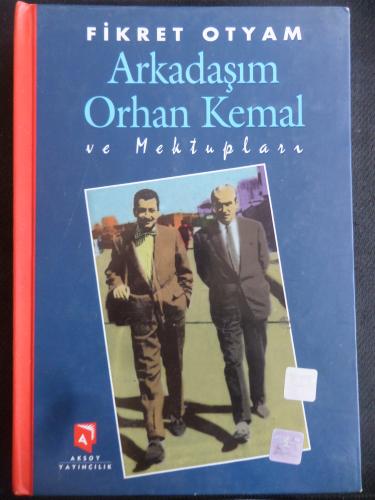 FİKRET OTYAM
Arkadaşım
Orhan Kemal
ve Mektupları
A
AKSOY
YAYINCILIK